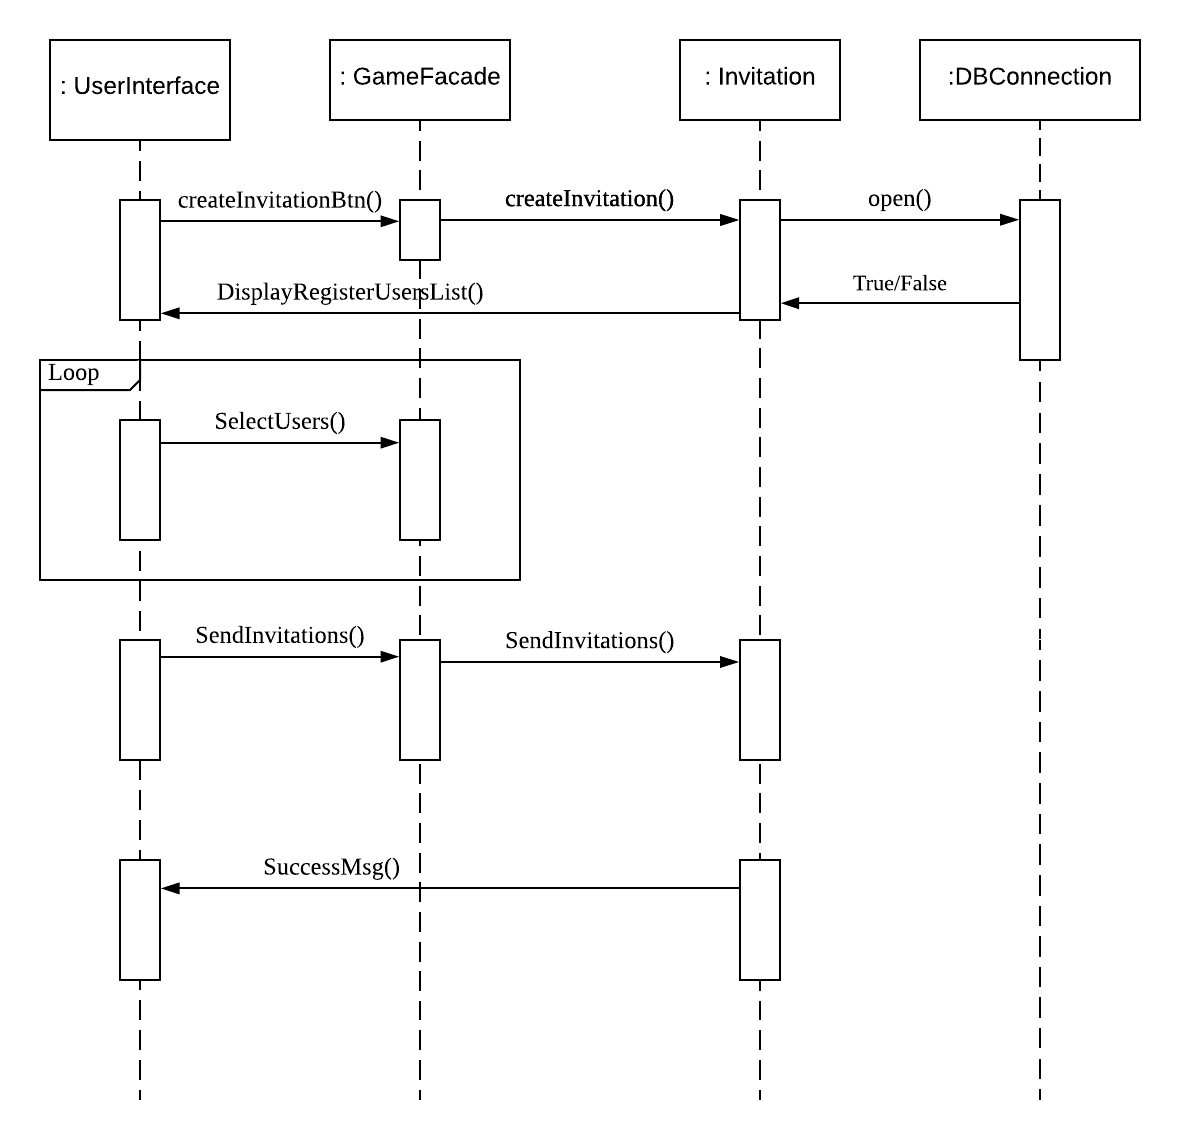 : UserInterface
: GameFacade
: Invitation
:DBConnection
createInvitationBtn()
createInvitation()
open()
True/False
DisplayRegisterUsersList()
Loop
SelectUsers()
SendInvitations()
SendInvitations()
SuccessMsg()